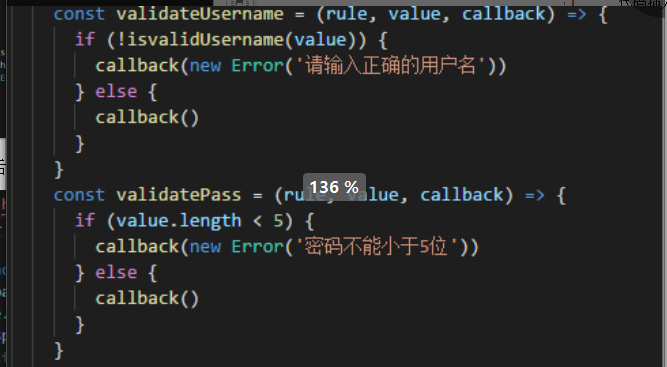 const validateUsername = (rule, value, callback) => {
if (!isvalidUsername(value)) {
callback(new Error('请输入正确的用户名'))
} else {
callback()
}
}
const validatePass = (rule, value, callback) => {
136 %
if (value.length < 5) {
callback(new Error('密码不能小于5位'))
} else {
callback()
}
}